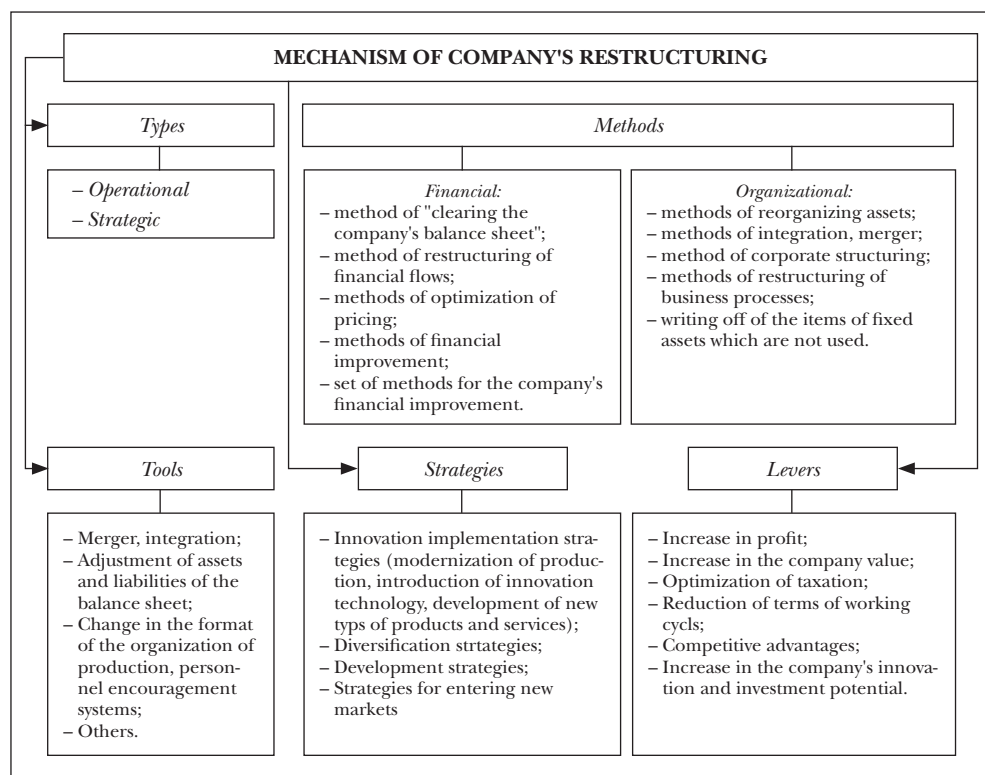 MECHANISM OF COMPANY'S RESTRUCTURING
Types
– Operational
– Strategic
Methods
Financial:
– method of "clearing the
company's balance sheet";
– method of restructuring of
financial flows;
– methods of optimization of
pricing;
– methods of financial
improvement;
– set of methods for the company's
financial improvement.
Organizational:
– methods of reorganizing assets;
– methods of integration, merger;
– method of corporate structuring;
– methods of restructuring of
business processes;
– writing off of the items of fixed
assets which are not used.
Tools
– Merger, integration;
– Adjustment of assets
and liabilities of the
balance sheet;
– Change in the format
of the organization of
production, person-
nel encouragement
systems;
– Others.
Strategies
– Innovation implementation stra-
tegies (modernization of produc-
tion, introduction of innovation
technology, development of new
typs of products and services);
– Diversification strtategies;
– Development strategies;
– Strategies for entering new
markets
Levers
– Increase in profit;
– Increase in the company value;
– Optimization of taxation;
– Reduction of terms of working
cycls;
– Competitive advantages;
– Increase in the company's innova-
tion and investment potential.